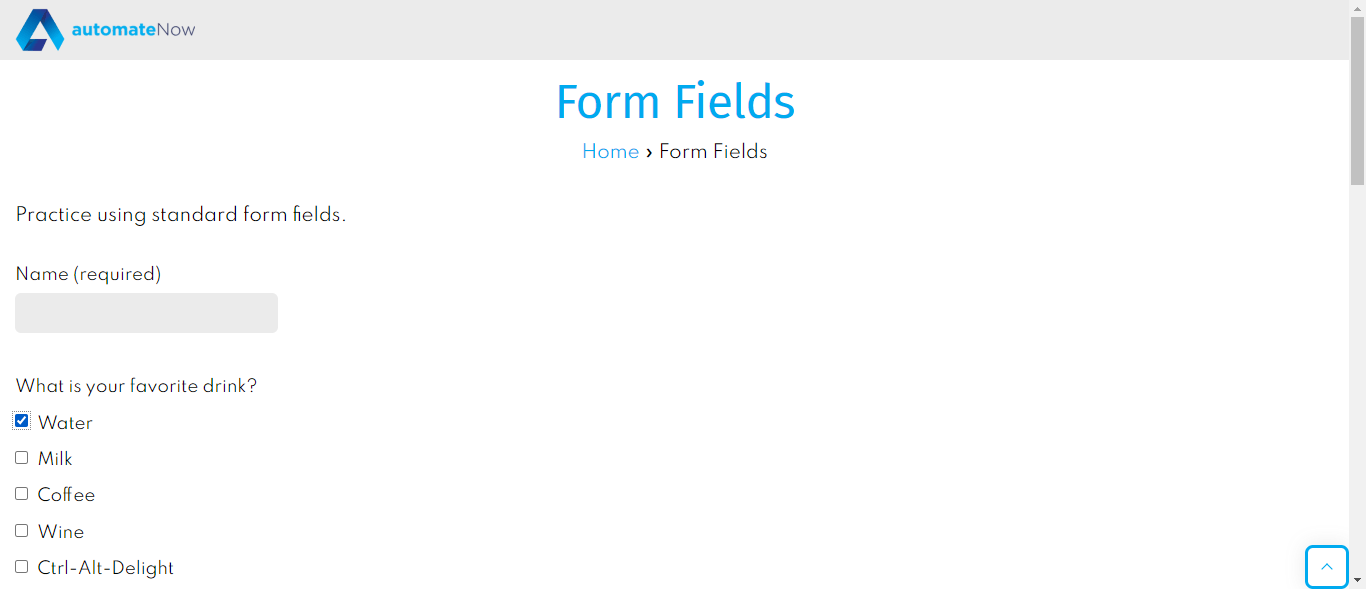 automateNow
Form Fields
Home › Form Fields
Practice using standard form fields.
Name (required)
What is your favorite drink?
Water
Milk
Coffee
Wine
Ctrl-Alt-Delight